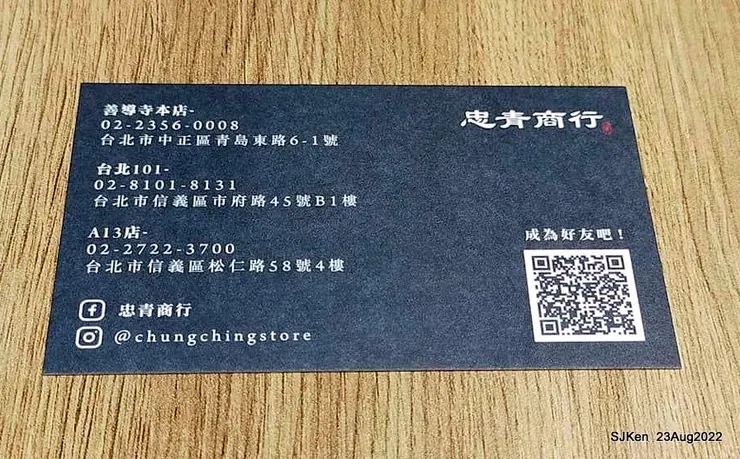 善導寺本店-
02-2356-0008
台北市中正區青島東路6-1號
台北101-
02-8101-8131
台北市信義區市府路45號B1樓
A13店-
02-2722-3700
台北市信義區松仁路58號4樓
忠青商行
@chungchingstore
忠青商行
成為好友吧！
SJKen 23Aug2022